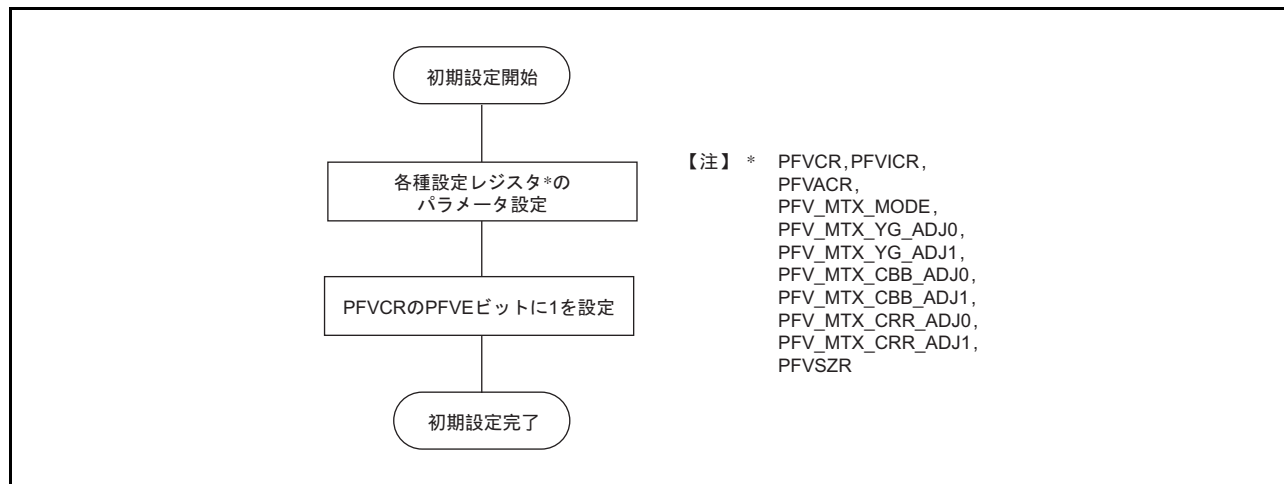 初期設定開始
各種設定レジスタ*の
パラメータ設定
PFVCRのPFVEビットに1を設定
初期設定完了
【注】 * PFVCR,PFVICR,
PFVACR,
PFV_MTX_MODE,
PFV_MTX_YG_ADJ0,
PFV_MTX_YG_ADJ1,
PFV_MTX_CBB_ADJ0,
PFV_MTX_CBB_ADJ1,
PFV_MTX_CRR_ADJ0,
PFV_MTX_CRR_ADJ1,
PFVSZR